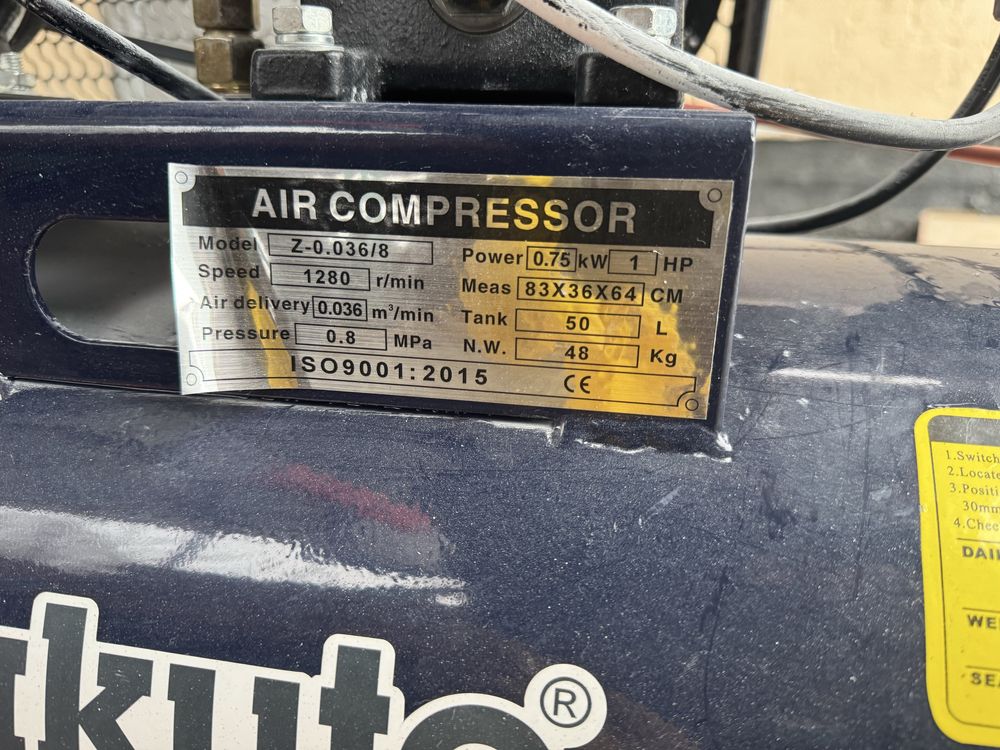 AIR COMPRESSOR
Model Z-0.036/8 Power 0.75 kW 1 HP
Speed 1280 r/min Meas 83X36X64 CM
Air delivery 0.036 m³/min Tank 50 L
Pressure 0.8 MPa N.W. 48 Kg
ISO9001:2015 CE
1.Switch
2.Locate
3.Positi
30mm
4.Chec
DAI
WE
SEA
kuto®